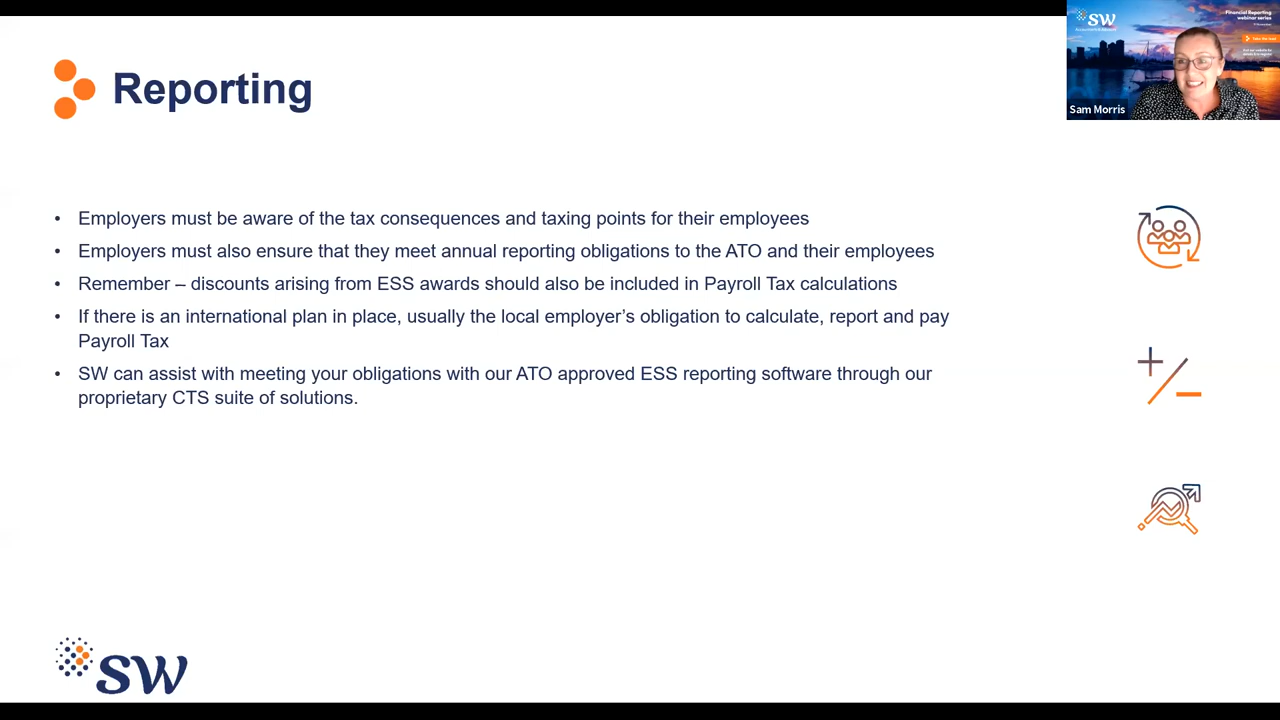 Reporting
• Employers must be aware of the tax consequences and taxing points for their employees
• Employers must also ensure that they meet annual reporting obligations to the ATO and their employees
• Remember – discounts arising from ESS awards should also be included in Payroll Tax calculations
• If there is an international plan in place, usually the local employer’s obligation to calculate, report and pay
Payroll Tax
• SW can assist with meeting your obligations with our ATO approved ESS reporting software through our
proprietary CTS suite of solutions.
SW
SW
Financial Reporting
webinar series
Sam Morris